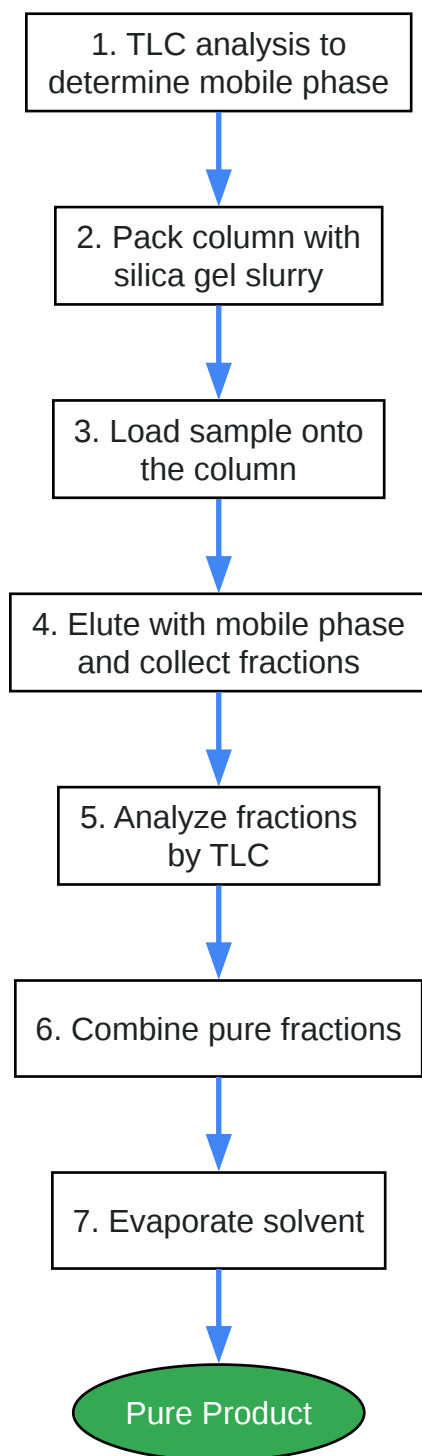 1. TLC analysis to
determine mobile phase
2. Pack column with
silica gel slurry
3. Load sample onto
the column
4. Elute with mobile phase
and collect fractions
5. Analyze fractions
by TLC
6. Combine pure fractions
7. Evaporate solvent
Pure Product